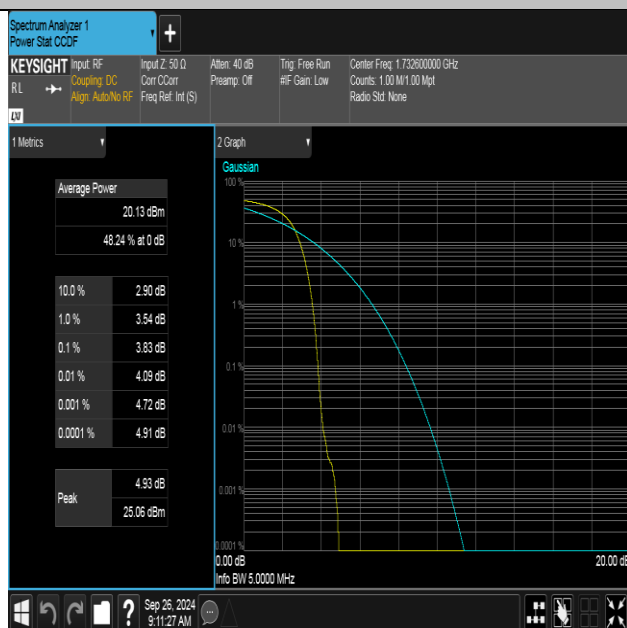 Spectrum Analyzer 1
Power Stat CCDF
+
KEYSIGHT
RL
LXI
Input: RF
Coupling: DC
Align: Auto/No RF
Input Z: 50 Ω
Corr CCorr
Freq Ref: Int (S)
Atten: 40 dB
Preamp: Off
Trig: Free Run
#IF Gain: Low
Center Freq: 1.732600000 GHz
Counts: 1.00 M/1.00 Mpt
Radio Std: None
1 Metrics
Average Power
20.13 dBm
48.24 % at 0 dB
10.0 % 2.90 dB
1.0 % 3.54 dB
0.1 % 3.83 dB
0.01 % 4.09 dB
0.001 % 4.72 dB
0.0001 % 4.91 dB
Peak
4.93 dB
25.06 dBm
2 Graph
Gaussian
100 %
10 %
1 %
0.1 %
0.01 %
0.001 %
0.0001 %
0.00 dB
20.00 dB
Info BW 5.0000 MHz
?
Sep 26, 2024
9:11:27 AM